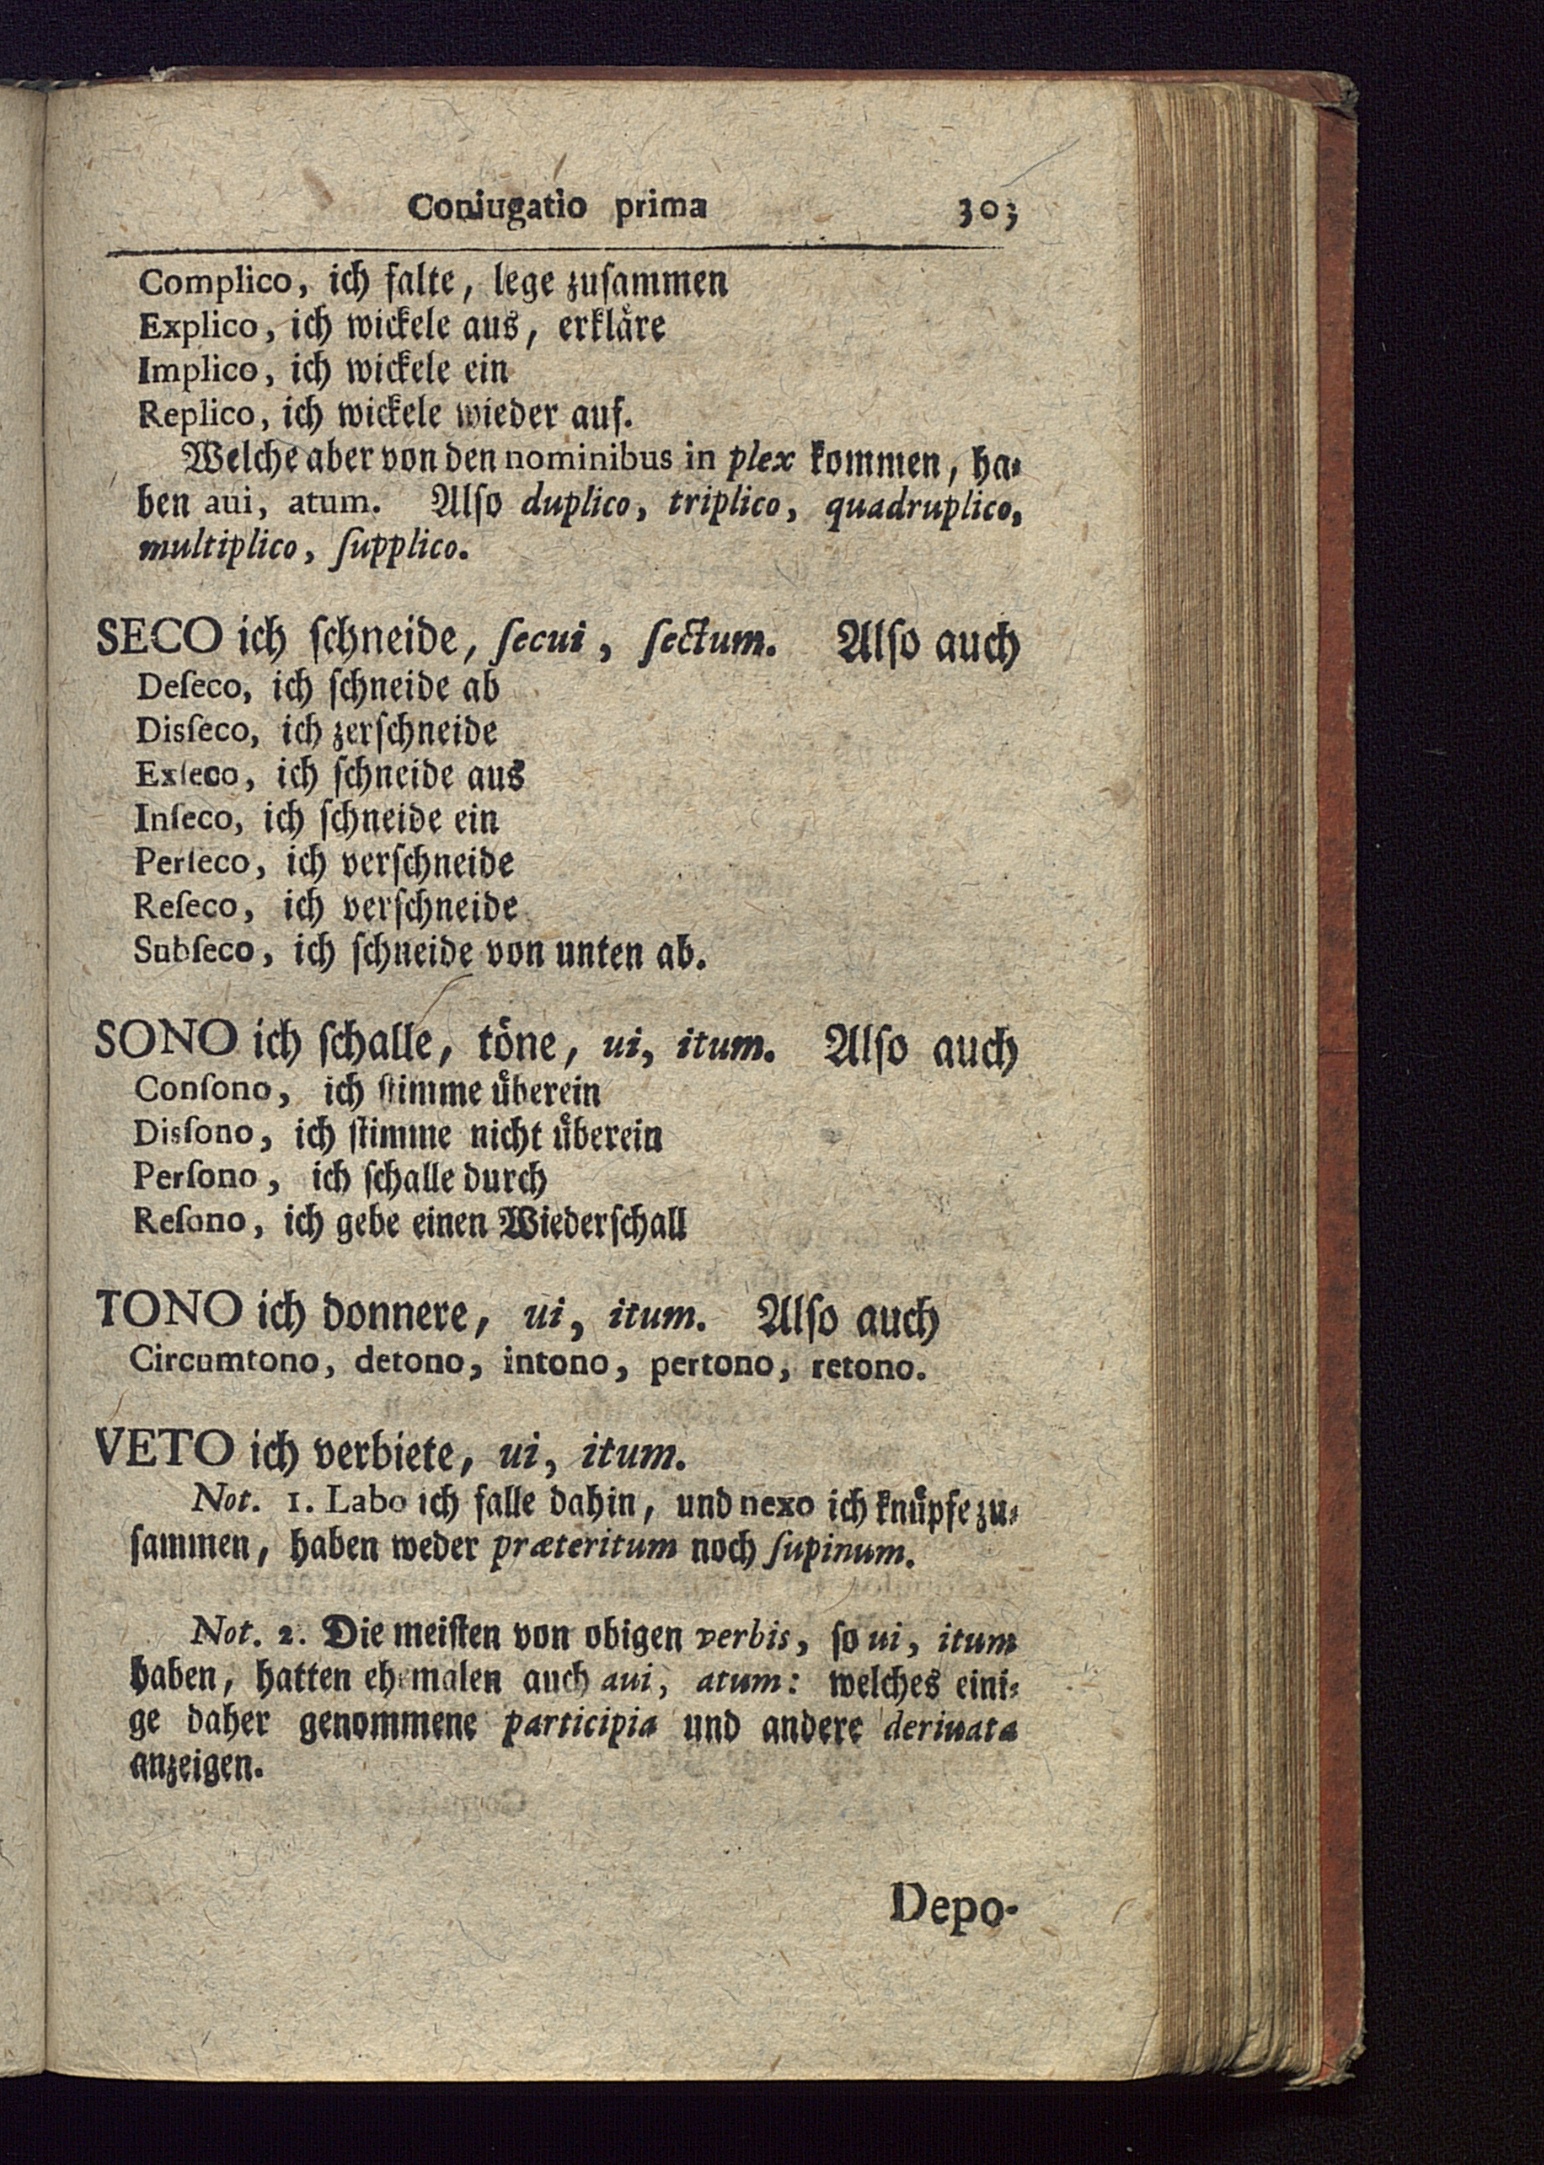 Coniugatio prima 303
Complico, ich falte, lege zuſammen
Explico, ich wickele aus, erklaͤre
Implico, ich wickele ein
Replico, ich wickele wieder auf.
Welche aber von den nominibus in plex kommen, ha⸗
ben aui, atum. Alſo duplico, triplico, quadruplico,
multiplico, ſupplico.
SECO ich ſchneide, ſecui, ſectum. Alſo auch
Deſeco, ich ſchneide ab
Disſeco, ich zerſchneide
Exſeco, ich ſchneide aus
Inſeco, ich ſchneide ein
Perſeco, ich verſchneide
Reſeco, ich verſchneide
Subſeco, ich ſchneide von unten ab.
SONO ich ſchalle, toͤne, ui, itum. Alſo auch
Conſono, ich ſtimme uͤberein
Disſono, ich ſtimme nicht uͤberein
Perſono, ich ſchalle durch
Reſono, ich gebe einen Wiederſchall
TONO ich donnere, ui, itum. Alſo auch
Circumtono, detono, intono, pertono, retono.
VETO ich verbiete, ui, itum.
Not. 1. Labo ich falle dahin, und nexo ich knuͤpfe zu⸗
ſammen, haben weder præteritum noch ſupinum.
Not. 2. Die meiſten von obigen verbis, ſo ui, itum
haben, hatten ehemalen auch aui, atum: welches eini⸗
ge daher genommene participia und andere deriuata
anzeigen.
Depo-